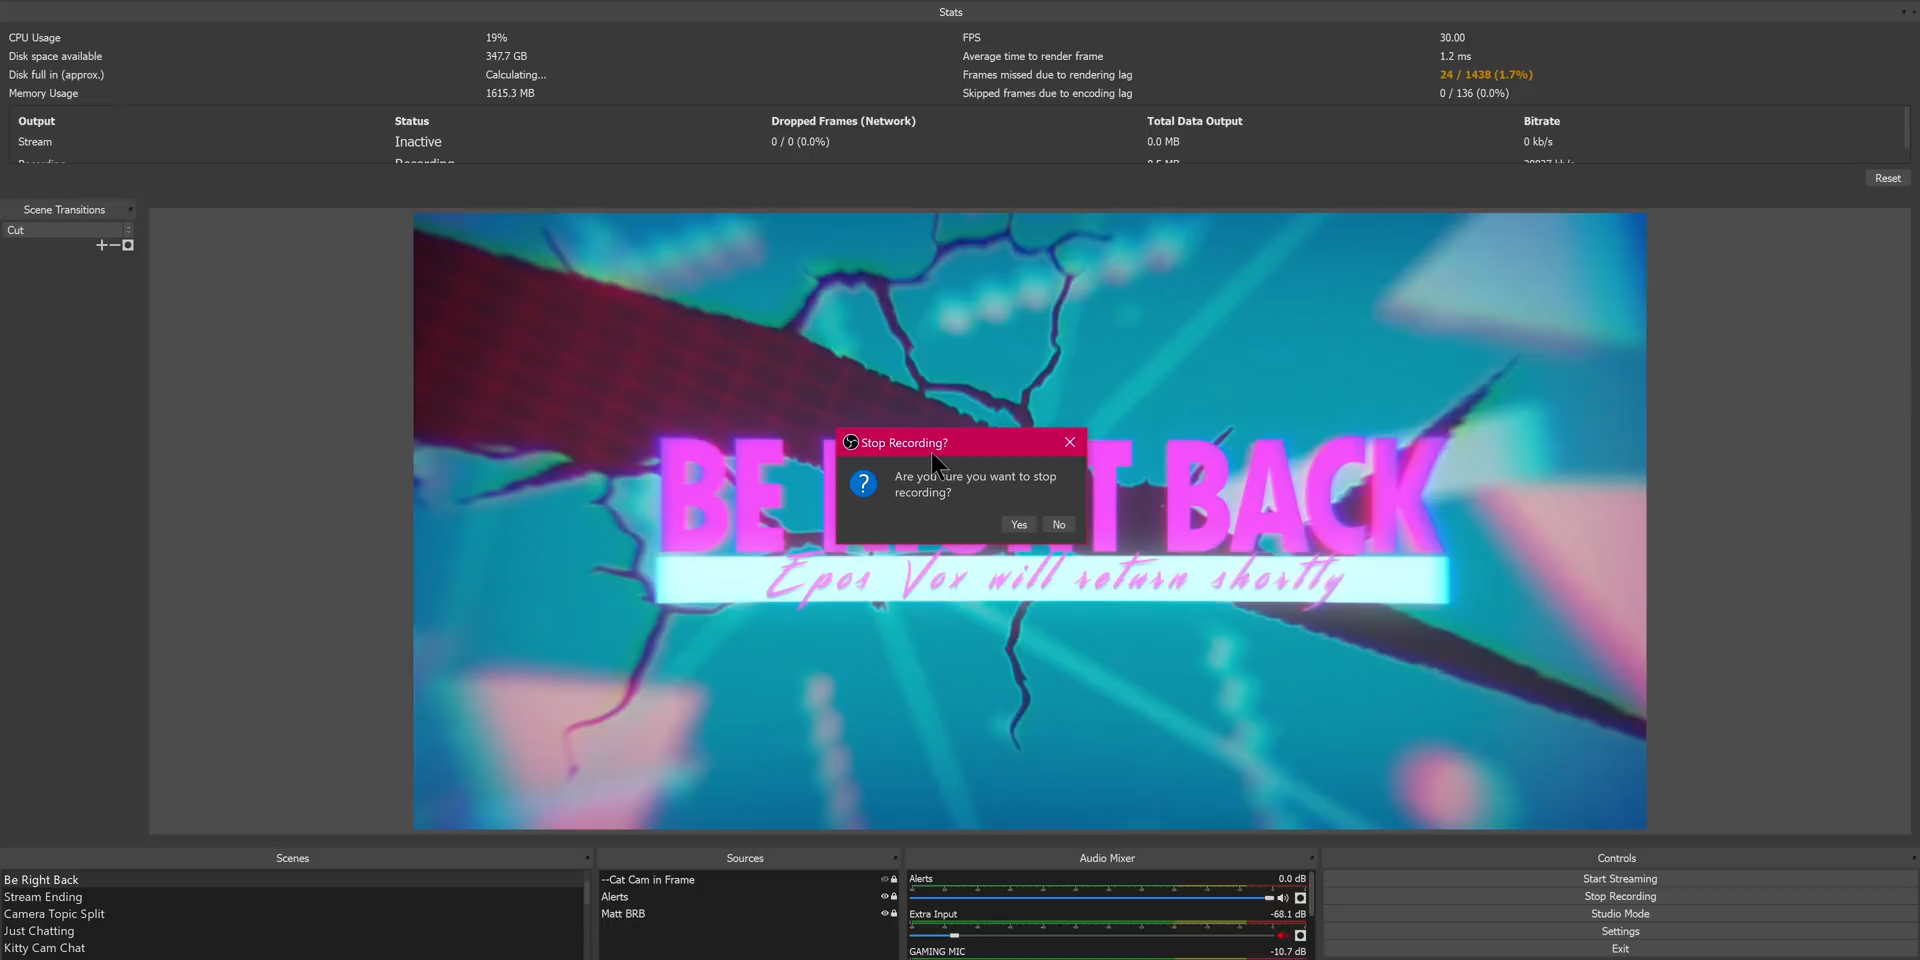 Stats
CPU Usage 19% FPS 30.00
Disk space available 347.7 GB Average time to render frame 1.2 ms
Disk full in (approx.) Calculating... Frames missed due to rendering lag 24 / 1438 (1.7%)
Memory Usage 1615.3 MB Skipped frames due to encoding lag 0 / 136 (0.0%)
Output Status Dropped Frames (Network) Total Data Output Bitrate
Stream Inactive 0 / 0 (0.0%) 0.0 MB 0 kb/s
Recording Recording
Reset
Scene Transitions
Cut
Stop Recording?
Are you sure you want to stop
recording?
Yes No
BE RIGHT BACK
Epos Vox will return shortly
Scenes Sources Audio Mixer Controls
Be Right Back --Cat Cam in Frame Alerts 0.0 dB Start Streaming
Stream Ending Alerts Stop Recording
Camera Topic Split Matt BRB Extra Input -68.1 dB Studio Mode
Just Chatting Settings
Kitty Cam Chat GAMING MIC -10.7 dB Exit